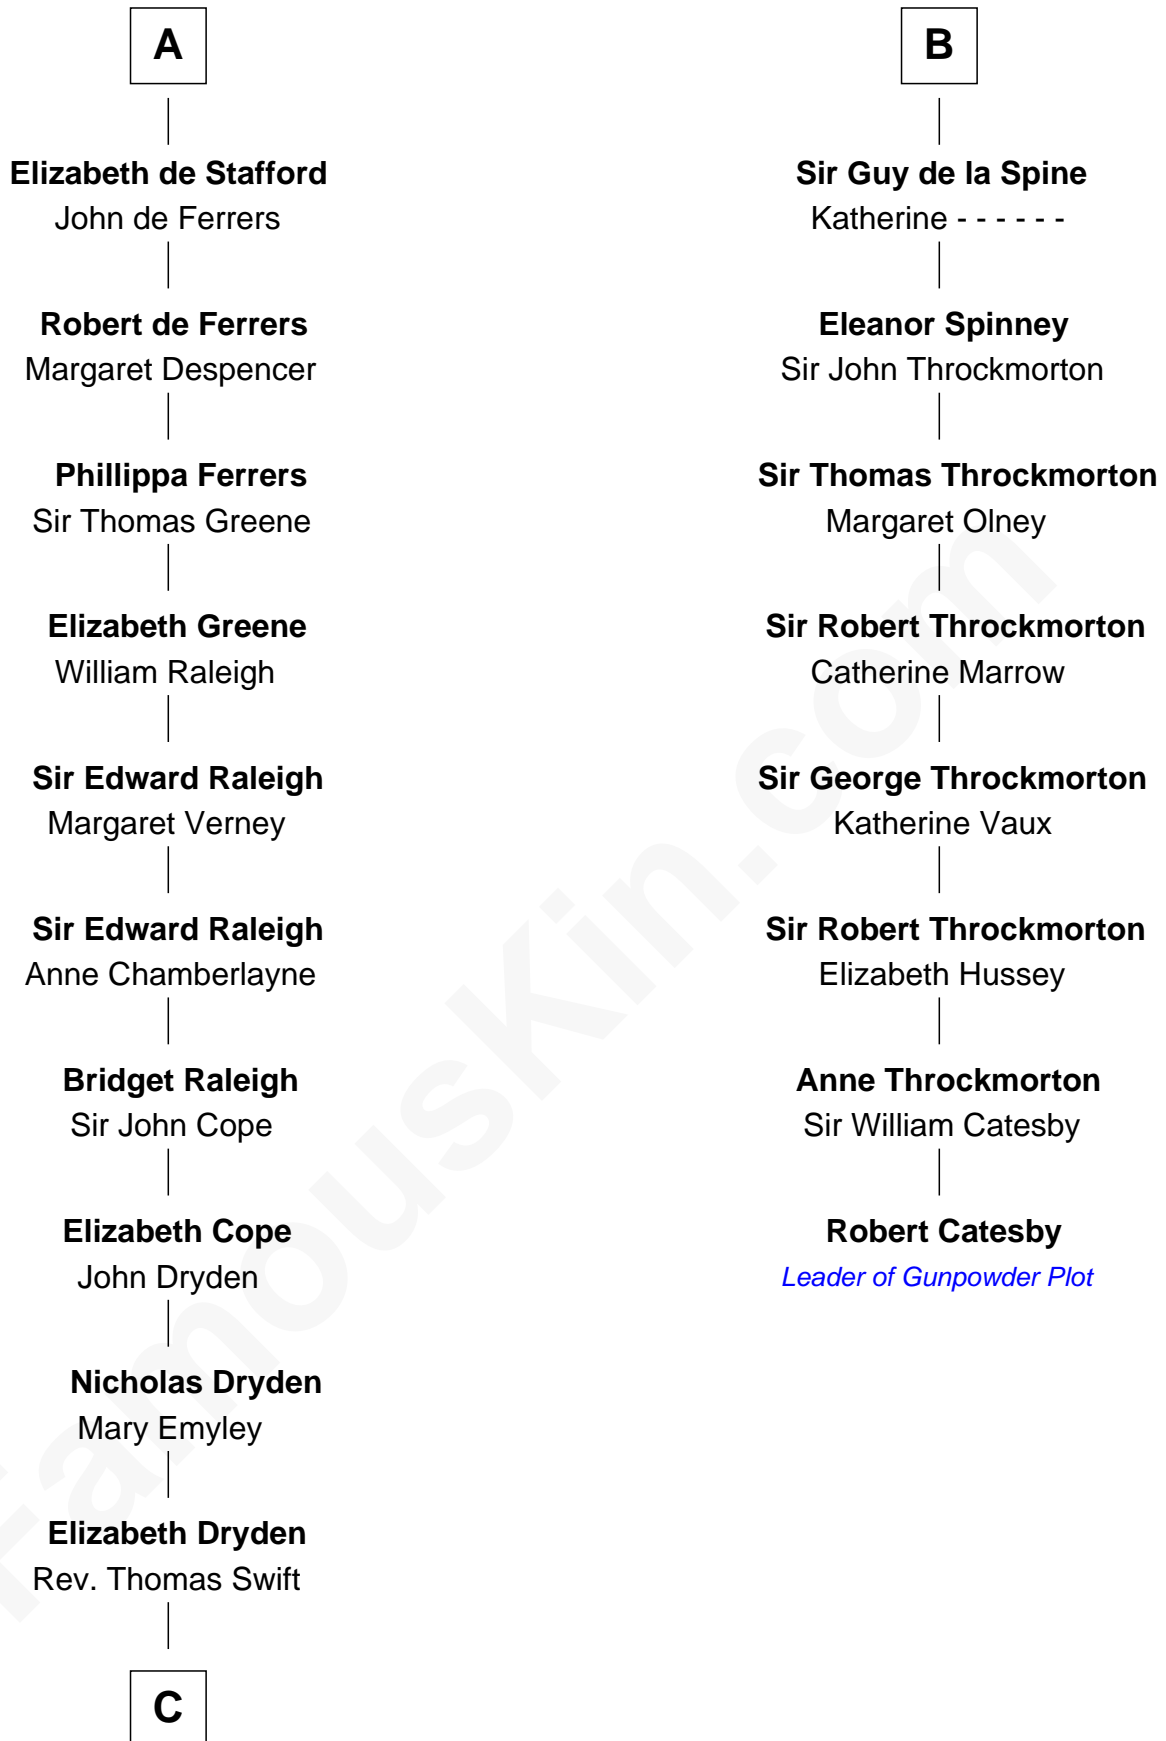 A
Elizabeth de Stafford
John de Ferrers
Robert de Ferrers
Margaret Despencer
Phillippa Ferrers
Sir Thomas Greene
Elizabeth Greene
William Raleigh
Sir Edward Raleigh
Margaret Verney
Sir Edward Raleigh
Anne Chamberlayne
Bridget Raleigh
Sir John Cope
Elizabeth Cope
John Dryden
Nicholas Dryden
Mary Emyley
Elizabeth Dryden
Rev. Thomas Swift
C
B
Sir Guy de la Spine
Katherine - - - - - -
Eleanor Spinney
Sir John Throckmorton
Sir Thomas Throckmorton
Margaret Olney
Sir Robert Throckmorton
Catherine Marrow
Sir George Throckmorton
Katherine Vaux
Sir Robert Throckmorton
Elizabeth Hussey
Anne Throckmorton
Sir William Catesby
Robert Catesby
Leader of Gunpowder Plot
FamousKin.com